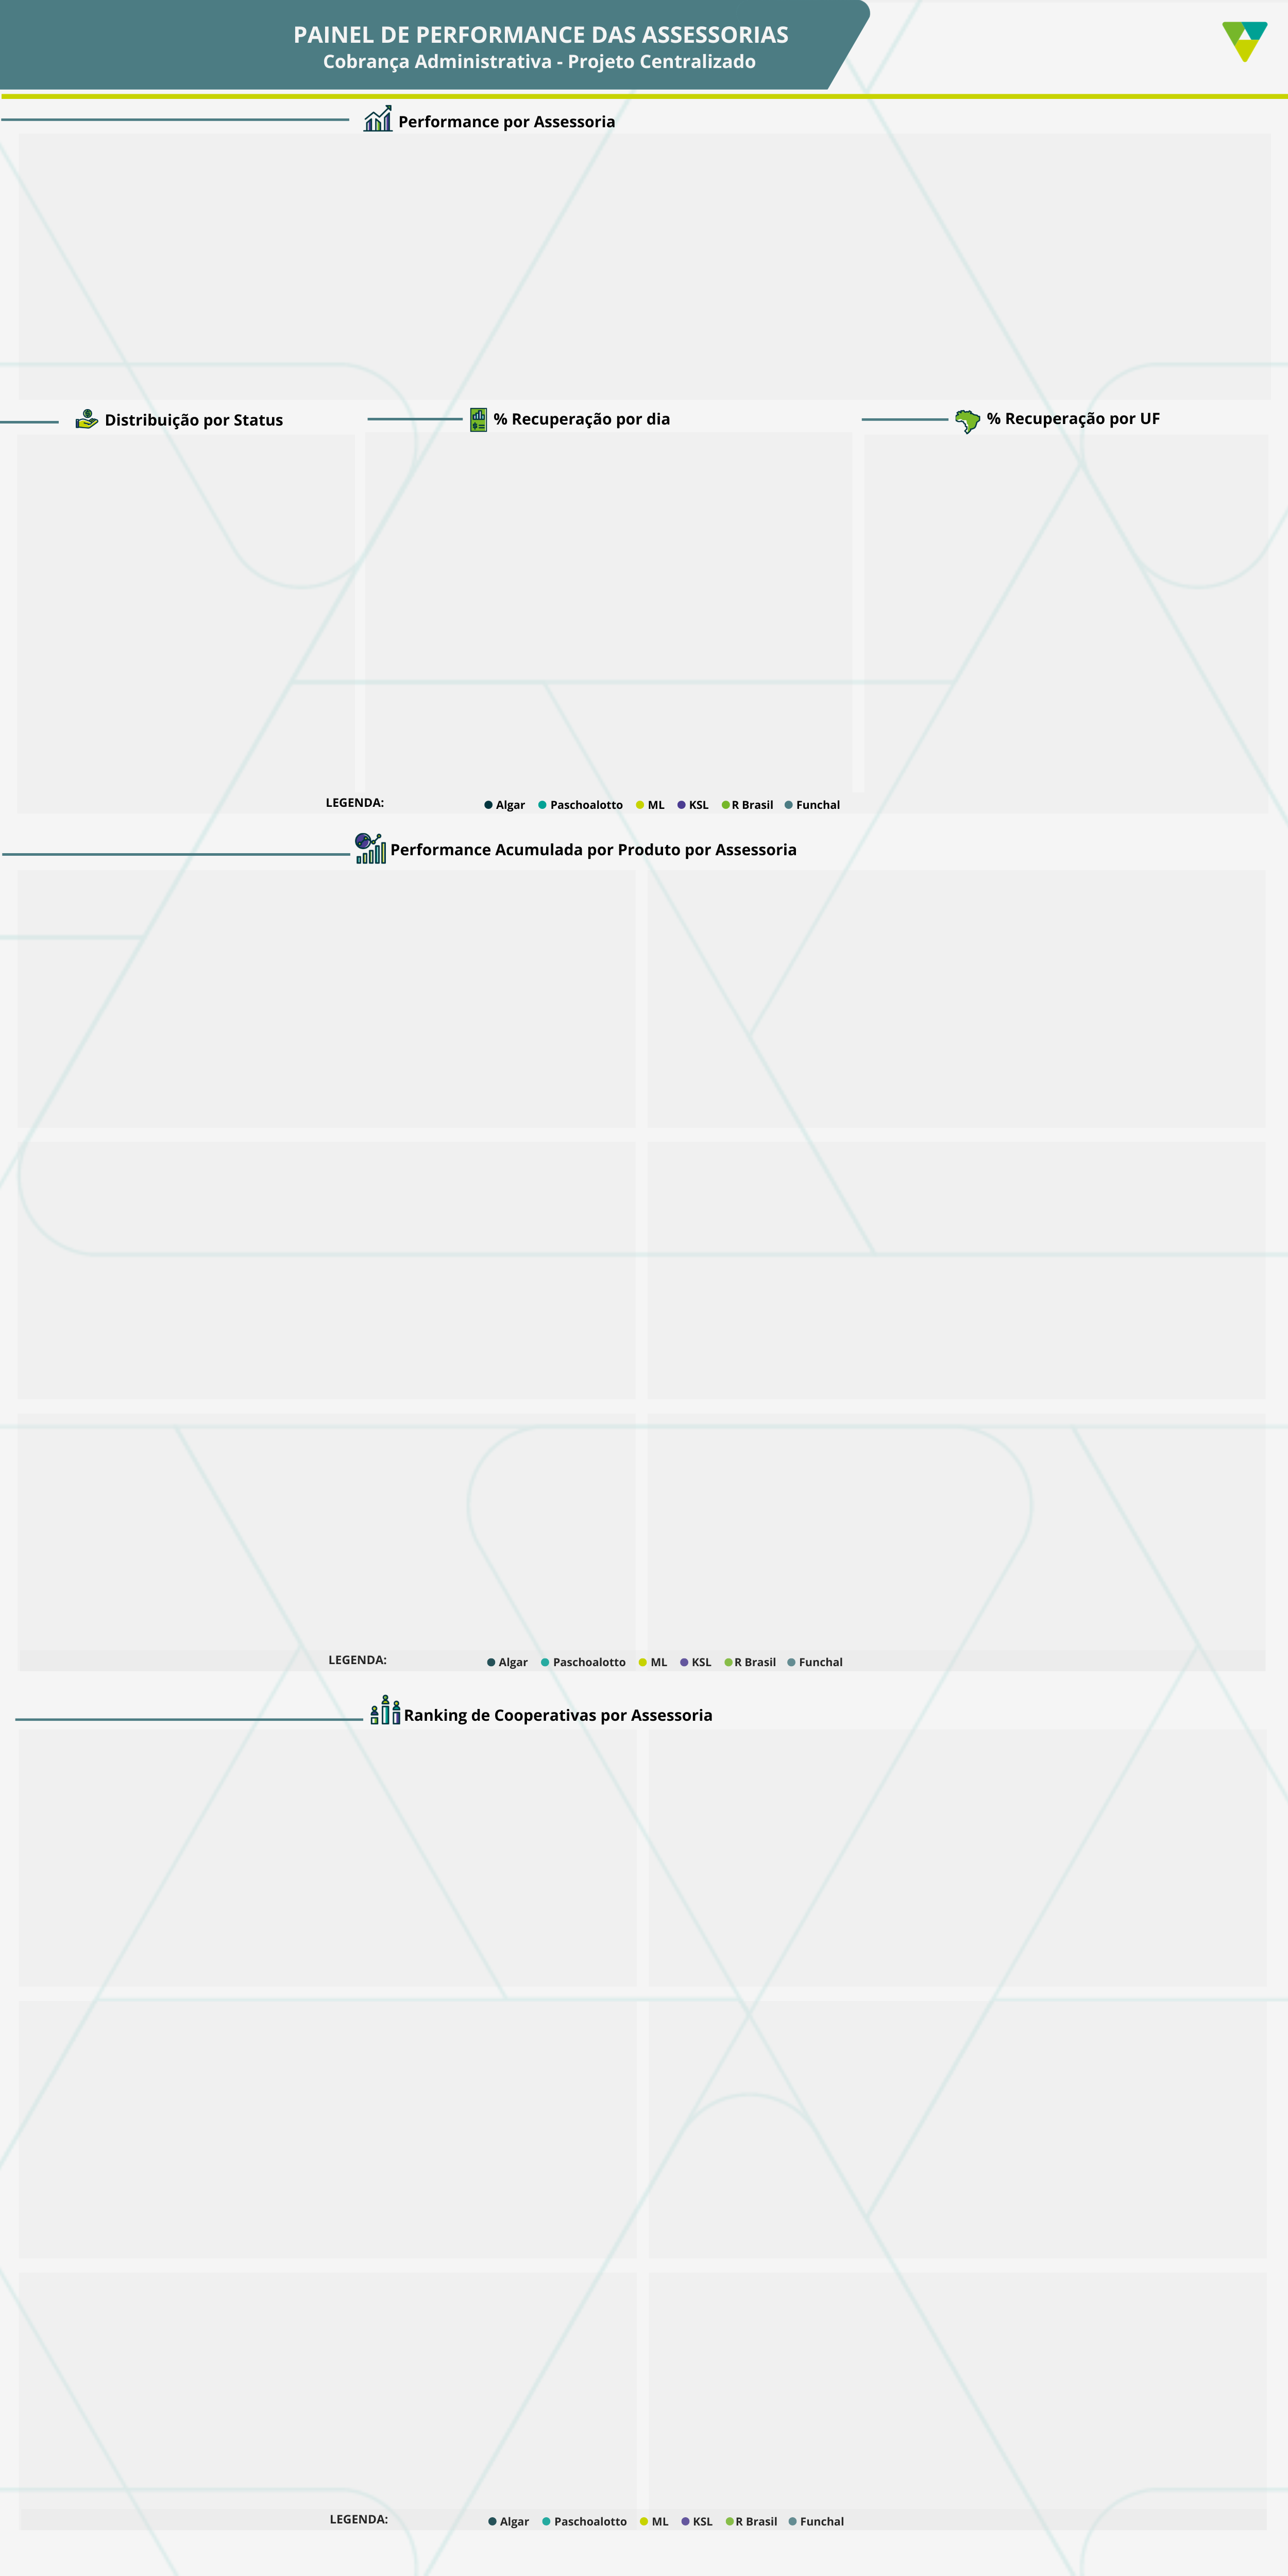 PAINEL DE PERFORMANCE DAS ASSESSORIAS
Cobrança Administrativa - Projeto Centralizado
Performance por Assessoria
Distribuição por Status
% Recuperação por dia
% Recuperação por UF
LEGENDA: Algar Paschoalotto ML KSL R Brasil Funchal
Performance Acumulada por Produto por Assessoria
LEGENDA: Algar Paschoalotto ML KSL R Brasil Funchal
Ranking de Cooperativas por Assessoria
LEGENDA: Algar Paschoalotto ML KSL R Brasil Funchal